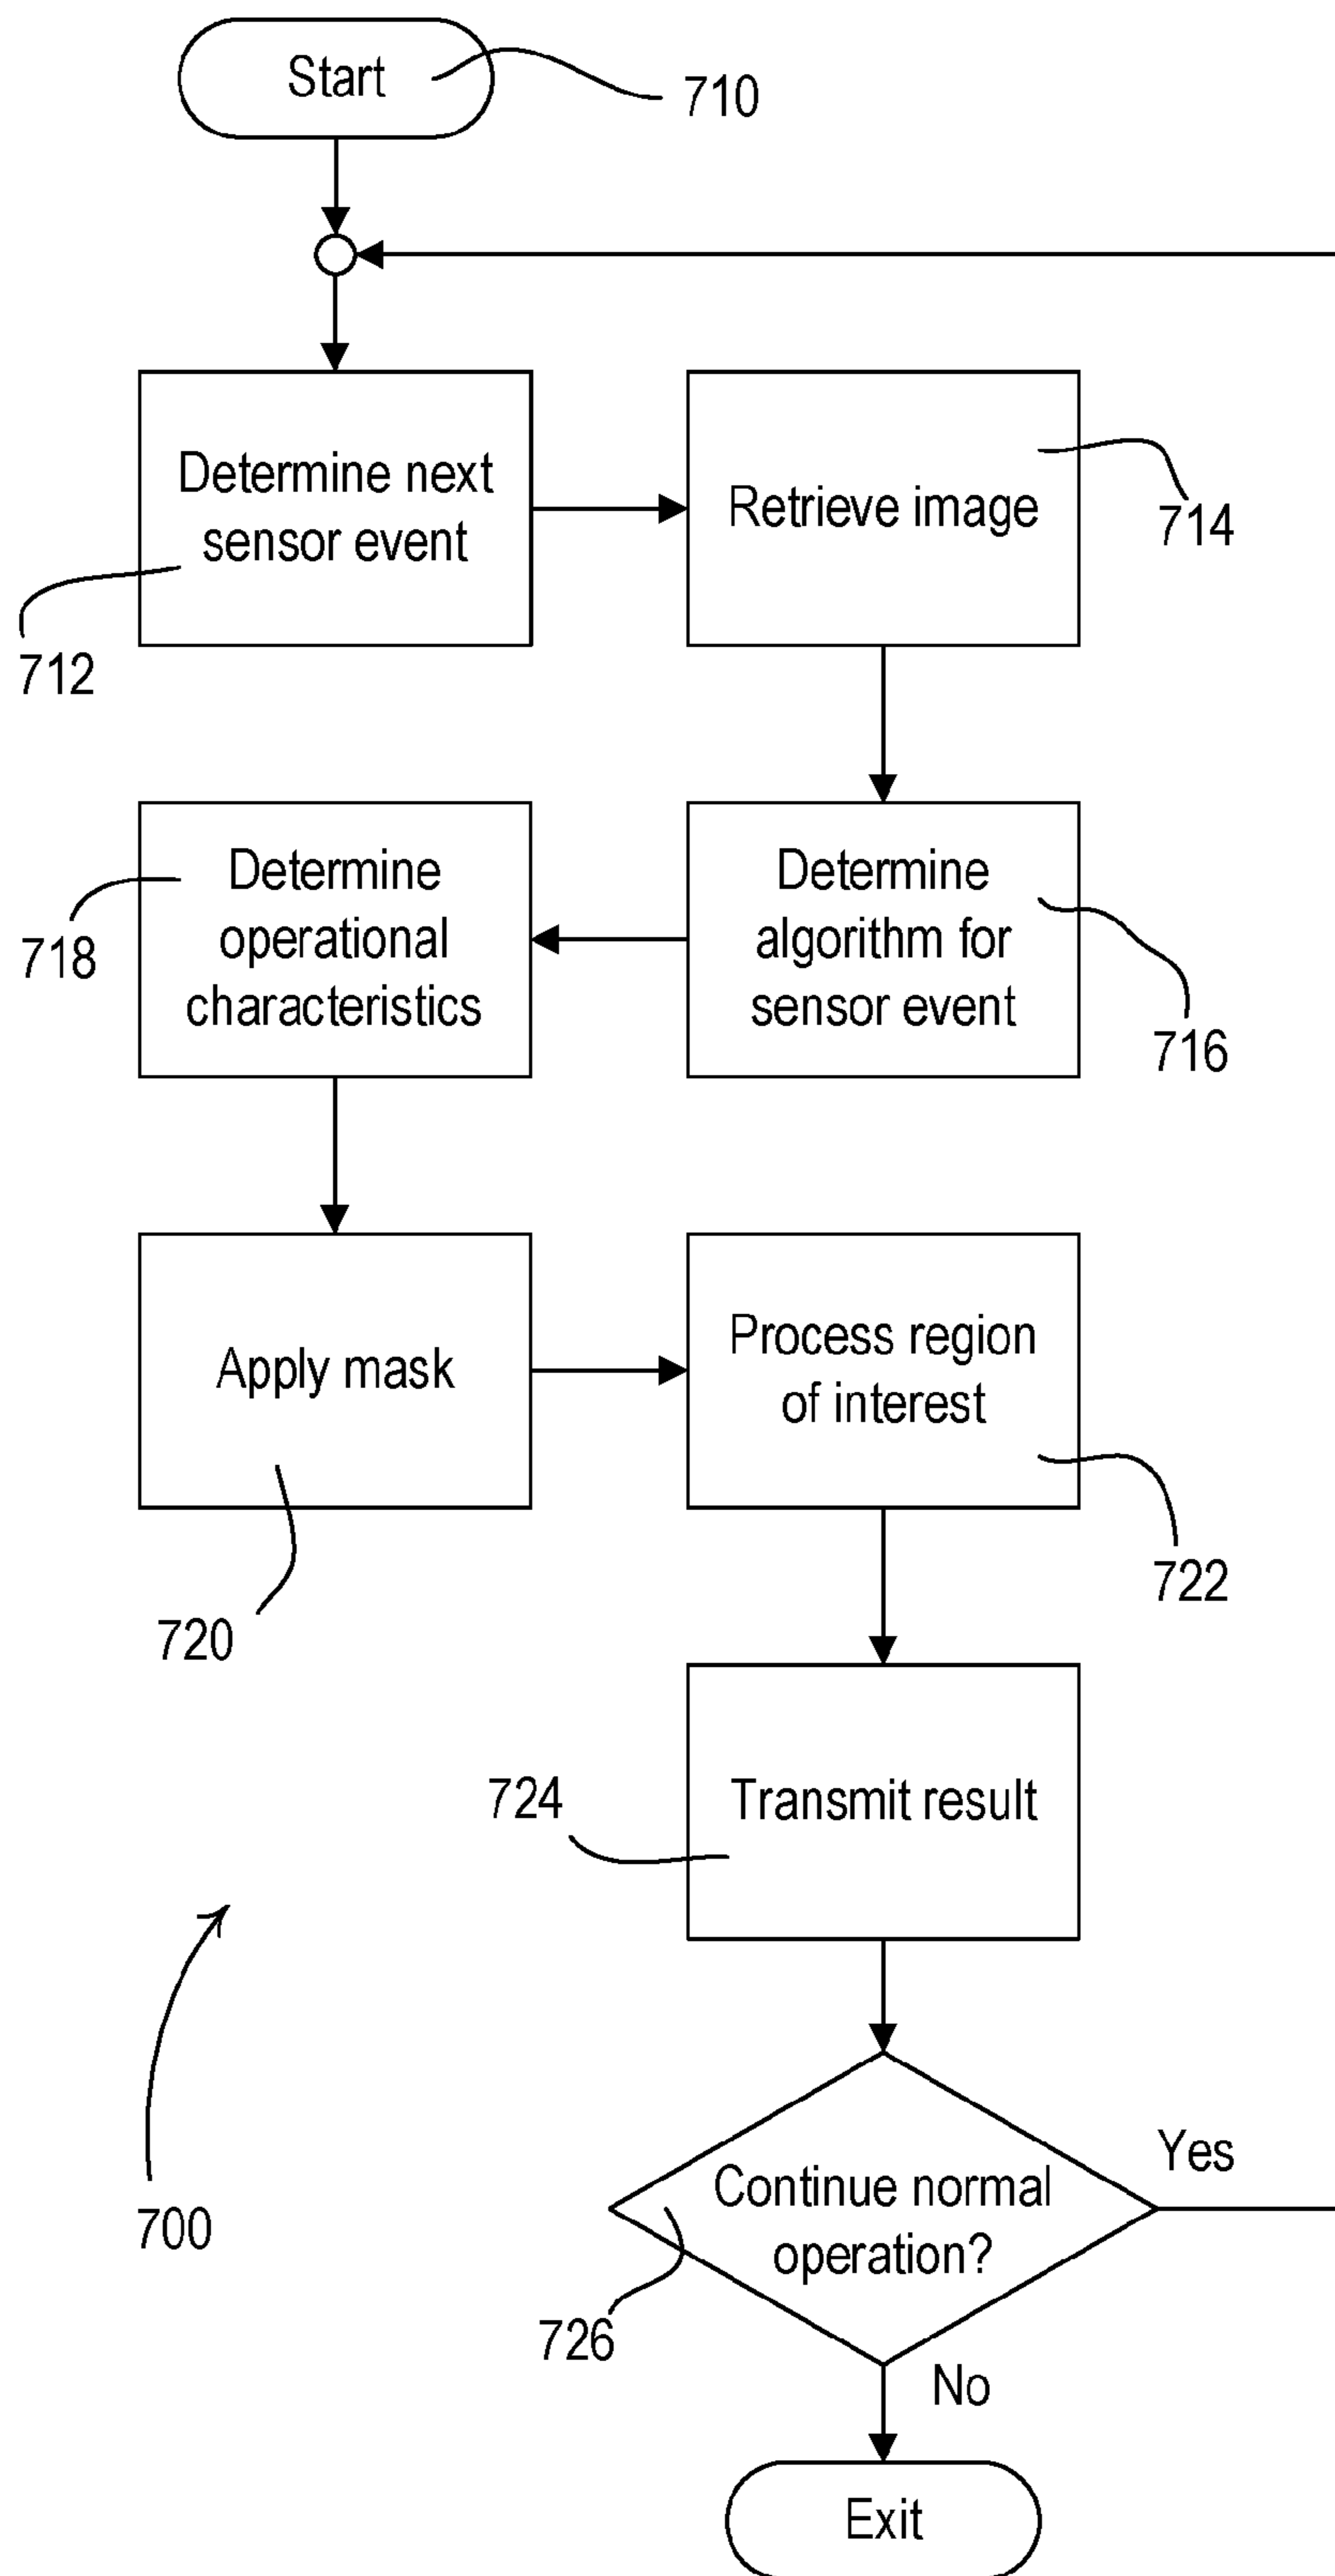 Start
710
Determine next
sensor event
712
Retrieve image
714
Determine
algorithm for
sensor event
716
Determine
operational
characteristics
718
Apply mask
720
Process region
of interest
722
Transmit result
724
Continue normal
operation?
726
Yes
No
Exit
700